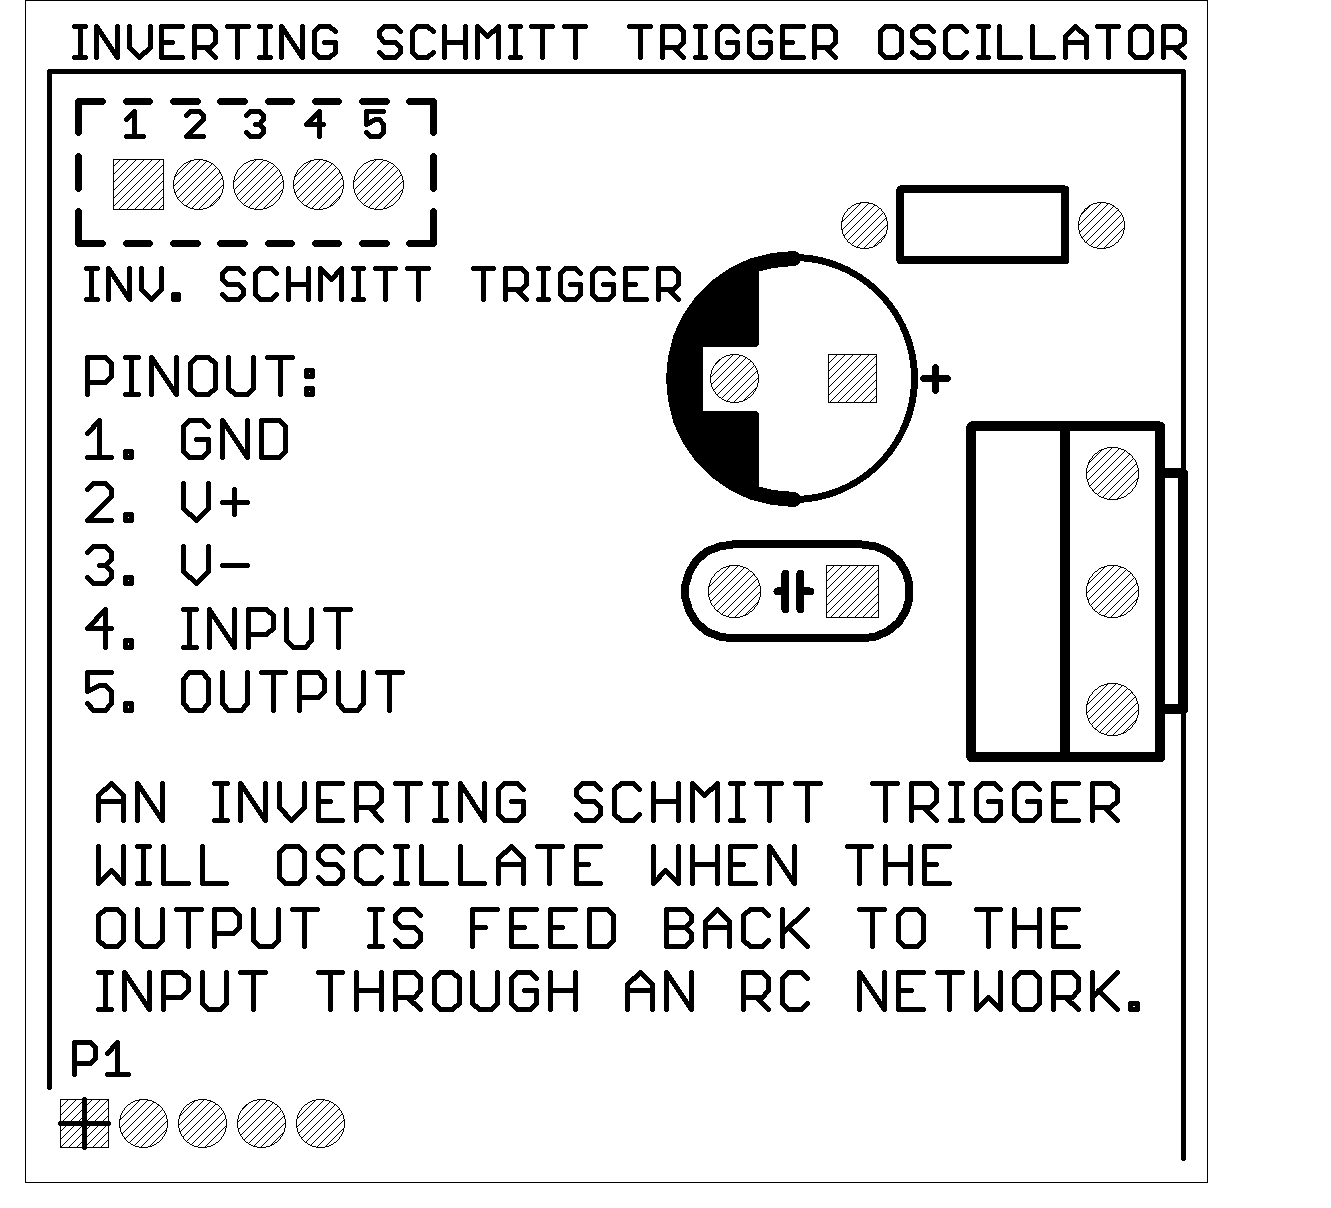 INVERTING SCHMITT TRIGGER OSCILLATOR
1 2 3 4 5
INV. SCHMITT TRIGGER
PINOUT:
1. GND
2. V+
3. V-
4. INPUT
5. OUTPUT
+
AN INVERTING SCHMITT TRIGGER
WILL OSCILLATE WHEN THE
OUTPUT IS FEED BACK TO THE
INPUT THROUGH AN RC NETWORK.
P1